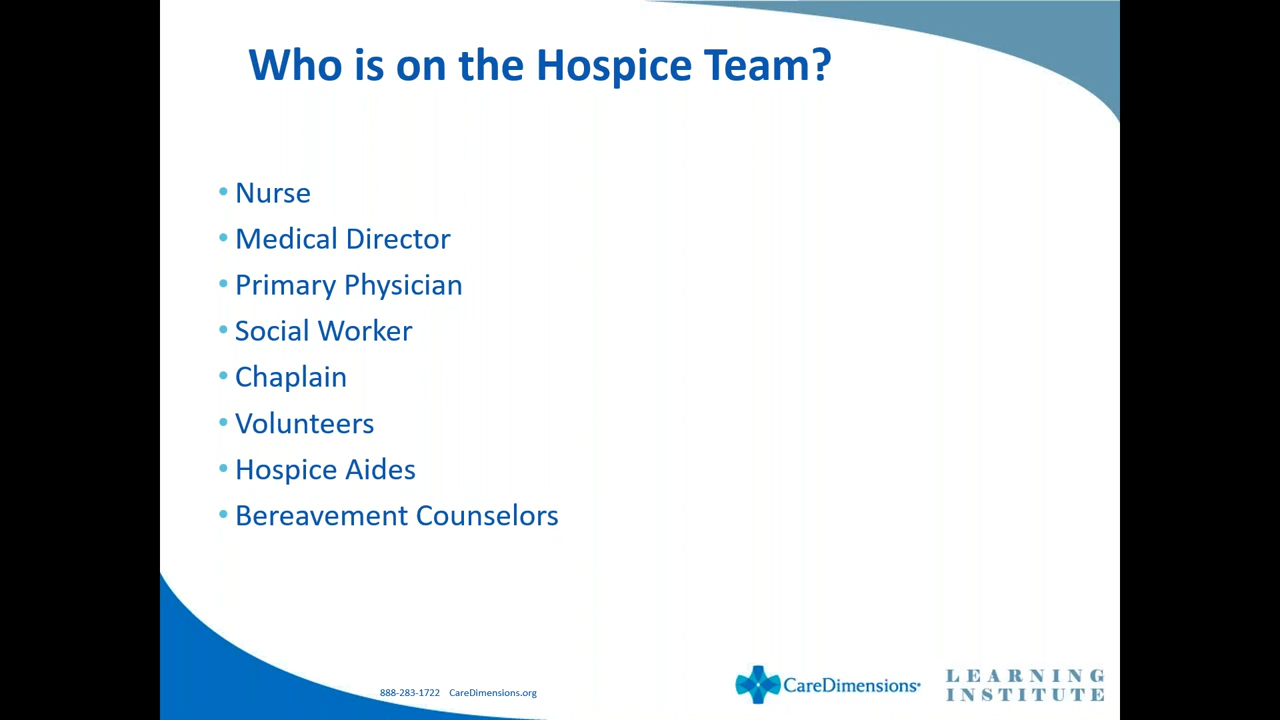 Who is on the Hospice Team?
• Nurse
• Medical Director
• Primary Physician
• Social Worker
• Chaplain
• Volunteers
• Hospice Aides
• Bereavement Counselors
888-283-1722 CareDimensions.org
CareDimensions
LEARNING
INSTITUTE